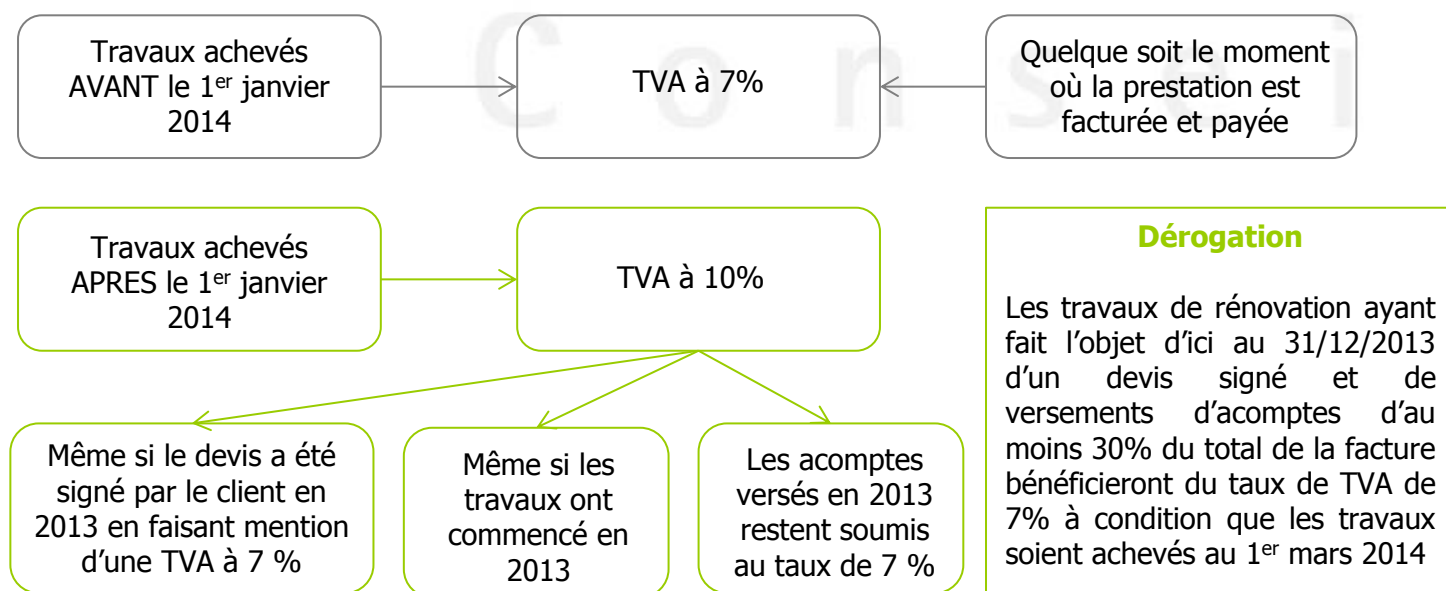 Travaux achevés
AVANT le 1er janvier
2014
TVA à 7%
Quelque soit le moment
où la prestation est
facturée et payée
C o n s e i
Travaux achevés
APRES le 1er janvier
2014
TVA à 10%
Même si le devis a été
signé par le client en
2013 en faisant mention
d'une TVA à 7 %
Même si les
travaux ont
commencé en
2013
Les acomptes
versés en 2013
restent soumis
au taux de 7 %
Dérogation
Les travaux de rénovation ayant
fait l'objet d'ici au 31/12/2013
d'un devis signé et de
versements d'acomptes d'au
moins 30% du total de la facture
bénéficieront du taux de TVA de
7% à condition que les travaux
soient achevés au 1er mars 2014